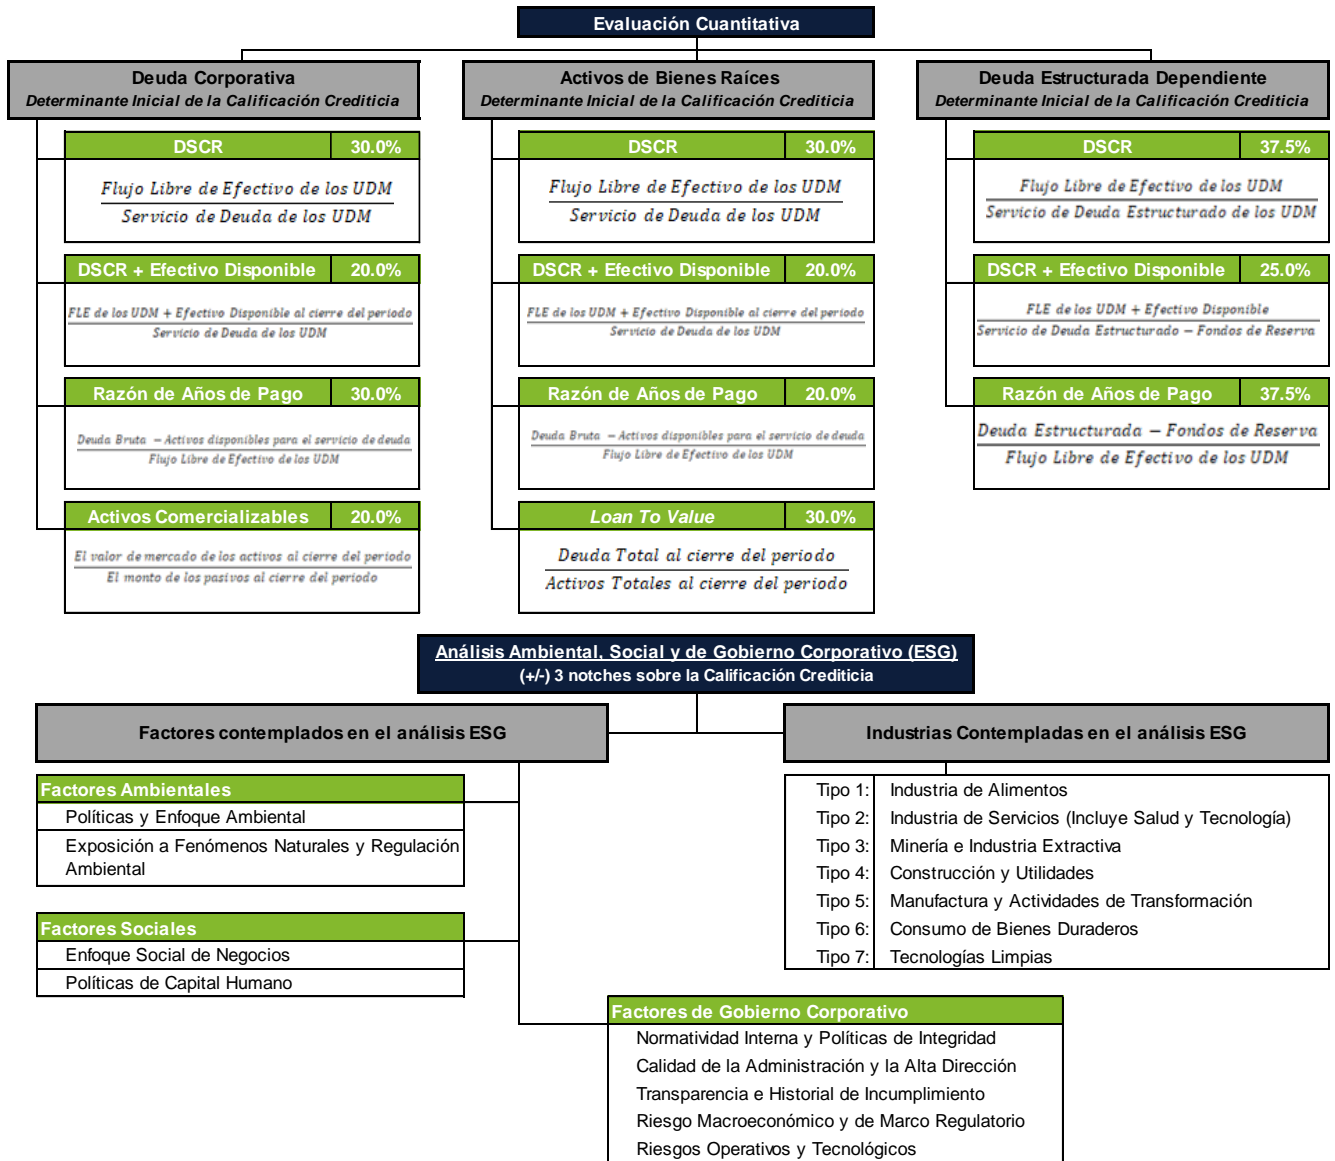 Evaluación Cuantitativa
Deuda Corporativa
Determinante Inicial de la Calificación Crediticia
DSCR 30.0%
Flujo Libre de Efectivo de los UDM
Servicio de Deuda de los UDM
DSCR + Efectivo Disponible 20.0%
FLE de los UDM + Efectivo Disponible al cierre del periodo
Servicio de Deuda de los UDM
Razón de Años de Pago 30.0%
Deuda Bruta − Activos disponibles para el servicio de deuda
Flujo Libre de Efectivo de los UDM
Activos Comercializables 20.0%
El valor de mercado de los activos al cierre del periodo
El monto de los pasivos al cierre del periodo
Activos de Bienes Raíces
Determinante Inicial de la Calificación Crediticia
DSCR 30.0%
Flujo Libre de Efectivo de los UDM
Servicio de Deuda de los UDM
DSCR + Efectivo Disponible 20.0%
FLE de los UDM + Efectivo Disponible al cierre del periodo
Servicio de Deuda de los UDM
Razón de Años de Pago 20.0%
Deuda Bruta − Activos disponibles para el servicio de deuda
Flujo Libre de Efectivo de los UDM
Loan To Value 30.0%
Deuda Total al cierre del periodo
Activos Totales al cierre del periodo
Deuda Estructurada Dependiente
Determinante Inicial de la Calificación Crediticia
DSCR 37.5%
Flujo Libre de Efectivo de los UDM
Servicio de Deuda Estructurado de los UDM
DSCR + Efectivo Disponible 25.0%
FLE de los UDM + Efectivo Disponible
Servicio de Deuda Estructurado − Fondos de Reserva
Razón de Años de Pago 37.5%
Deuda Estructurada − Fondos de Reserva
Flujo Libre de Efectivo de los UDM
Análisis Ambiental, Social y de Gobierno Corporativo (ESG)
(+/-) 3 notches sobre la Calificación Crediticia
Factores contemplados en el análisis ESG
Factores Ambientales
Políticas y Enfoque Ambiental
Exposición a Fenómenos Naturales y Regulación
Ambiental
Factores Sociales
Enfoque Social de Negocios
Políticas de Capital Humano
Factores de Gobierno Corporativo
Normatividad Interna y Políticas de Integridad
Calidad de la Administración y la Alta Dirección
Transparencia e Historial de Incumplimiento
Riesgo Macroeconómico y de Marco Regulatorio
Riesgos Operativos y Tecnológicos
Industrias Contempladas en el análisis ESG
Tipo 1: Industria de Alimentos
Tipo 2: Industria de Servicios (Incluye Salud y Tecnología)
Tipo 3: Minería e Industria Extractiva
Tipo 4: Construcción y Utilidades
Tipo 5: Manufactura y Actividades de Transformación
Tipo 6: Consumo de Bienes Duraderos
Tipo 7: Tecnologías Limpias